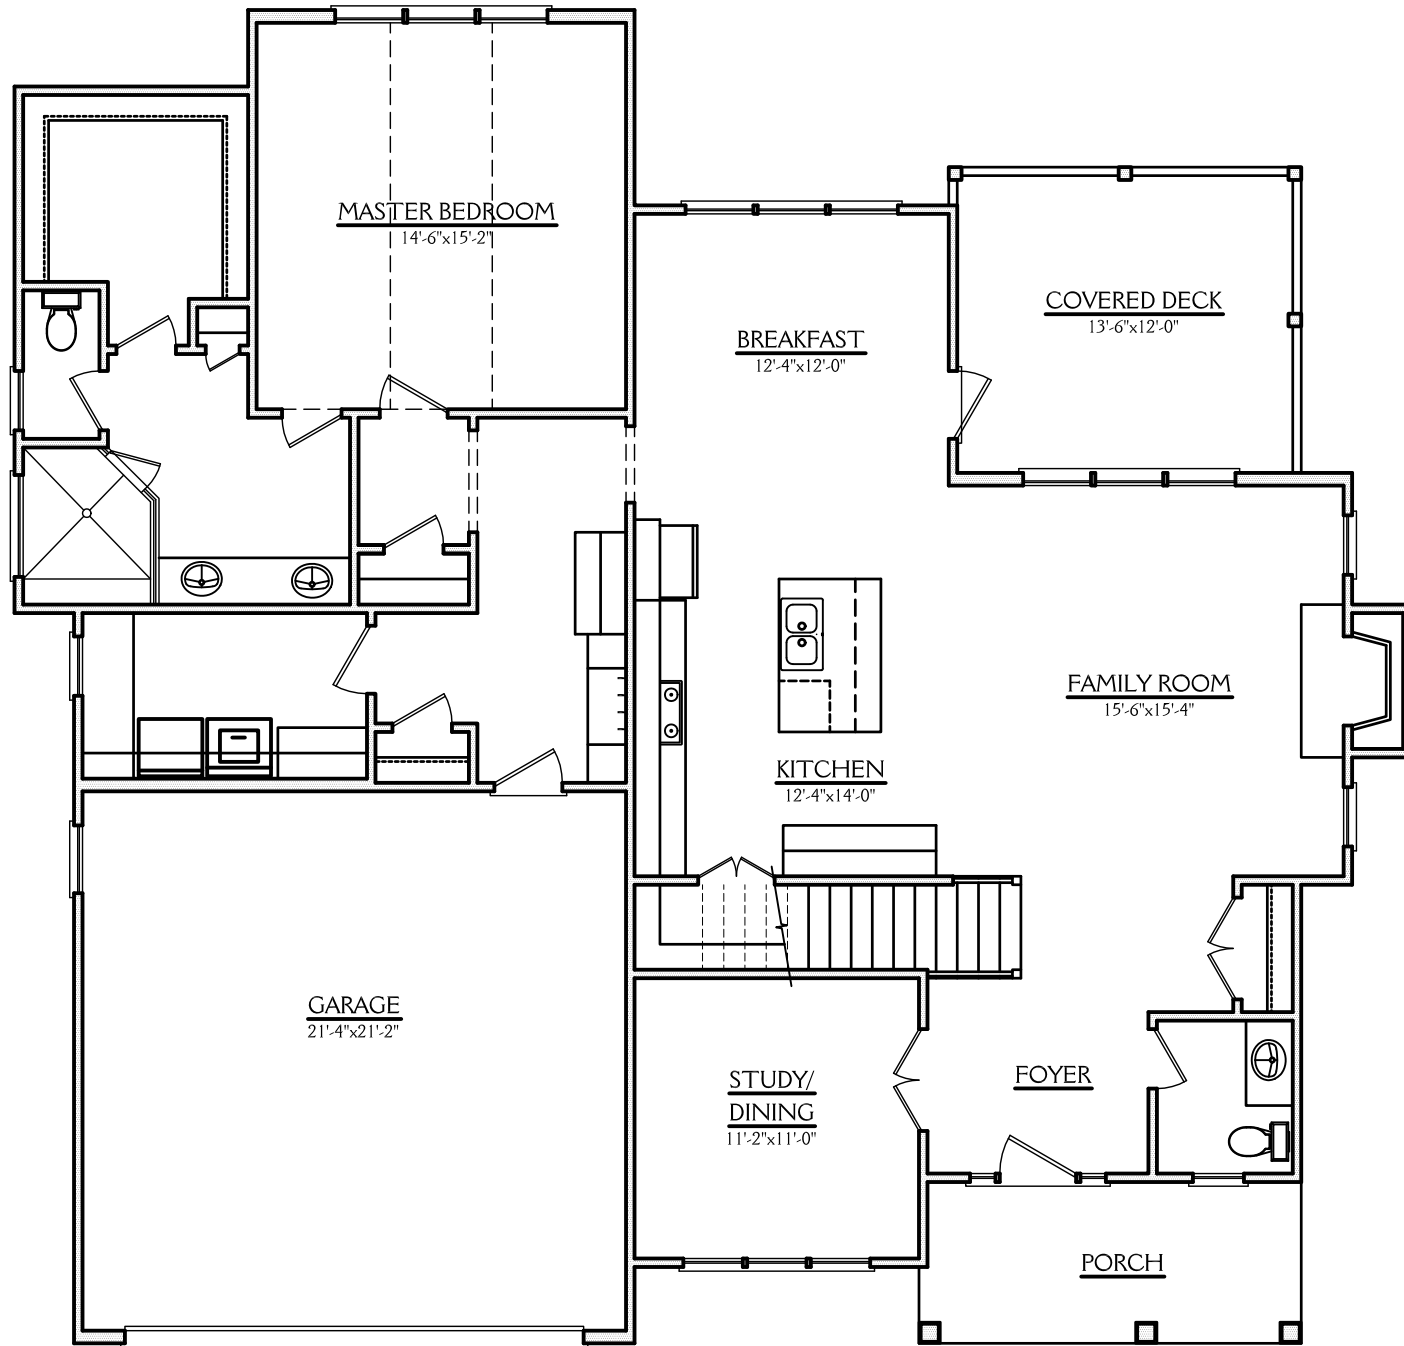 MASTER BEDROOM
14'-6"x15'-2"
COVERED DECK
13'-6"x12'-0"
BREAKFAST
12'-4"x12'-0"
FAMILY ROOM
15'-6"x15'-4"
KITCHEN
12'-4"x14'-0"
GARAGE
21'-4"x21'-2"
STUDY/
DINING
11'-2"x11'-0"
FOYER
PORCH